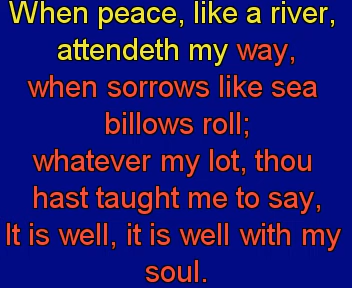 When peace, like a river,
attendeth my way,
when sorrows like sea
billows roll;
whatever my lot, thou
hast taught me to say,
It is well, it is well with my
soul.